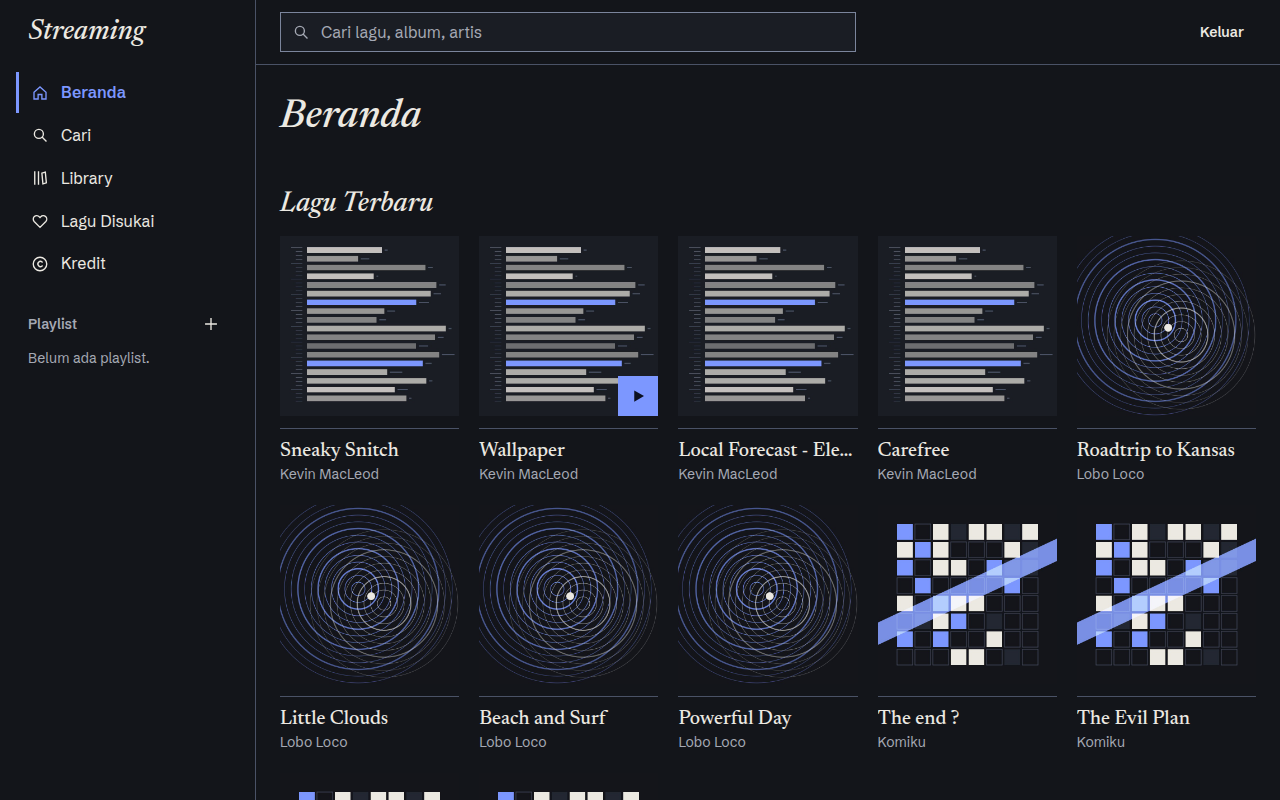 Streaming
Cari lagu, album, artis
Keluar
Beranda
Cari
Library
Lagu Disukai
Kredit
Playlist
Belum ada playlist.
Beranda
Lagu Terbaru
Sneaky Snitch
Kevin MacLeod
Wallpaper
Kevin MacLeod
Local Forecast - Ele...
Kevin MacLeod
Carefree
Kevin MacLeod
Roadtrip to Kansas
Lobo Loco
Little Clouds
Lobo Loco
Beach and Surf
Lobo Loco
Powerful Day
Lobo Loco
The end ?
Komiku
The Evil Plan
Komiku